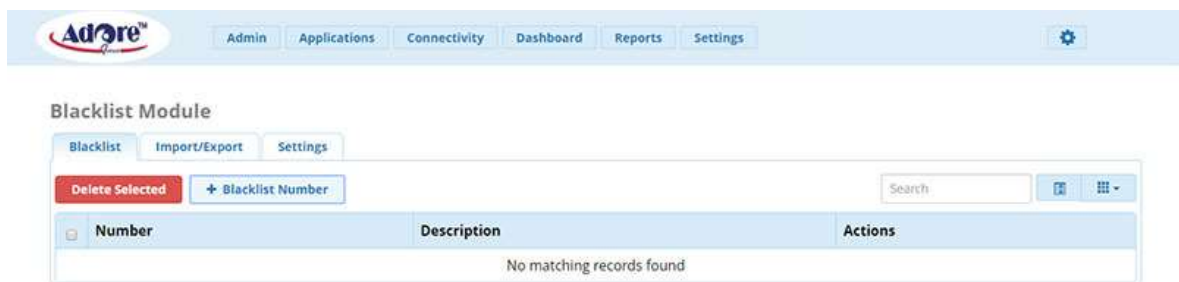 Adore™
Admin Applications Connectivity Dashboard Reports Settings
Blacklist Module
Blacklist Import/Export Settings
Delete Selected + Blacklist Number Search
Number Description Actions
No matching records found